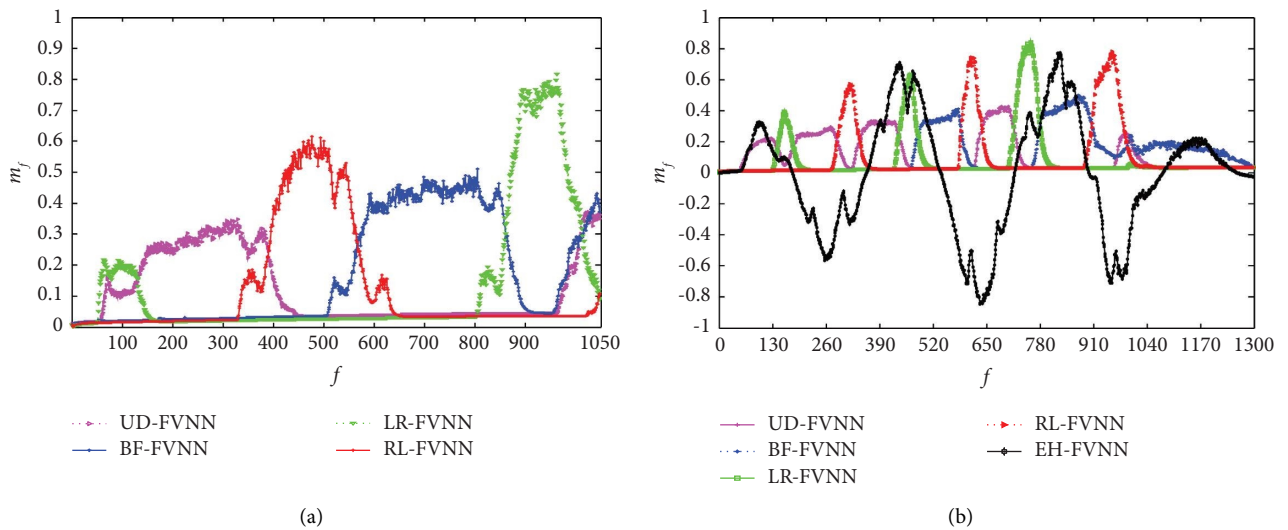 1
0.9
0.8
0.7
0.6
0.5
0.4
0.3
0.2
0.1
0
m_f
100 200 300 400 500 600 700 800 900 1050
f
UD-FVNN
BF-FVNN
LR-FVNN
RL-FVNN
(a)
1
0.8
0.6
0.4
0.2
0
-0.2
-0.4
-0.6
-0.8
-1
m_f
0 130 260 390 520 650 780 910 1040 1170 1300
f
UD-FVNN
BF-FVNN
LR-FVNN
RL-FVNN
EH-FVNN
(b)